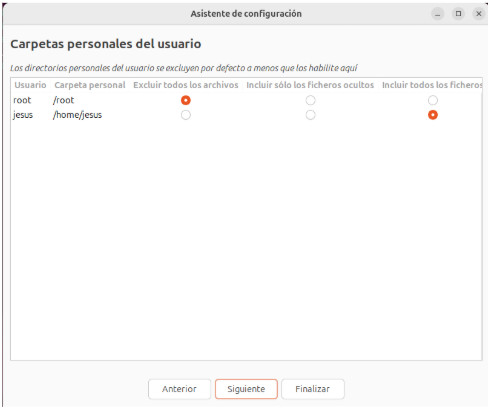 Asistente de configuración
Carpetas personales del usuario
Los directorios personales del usuario se excluyen por defecto a menos que los habilite aquí
Usuario Carpeta personal Excluir todos los archivos Incluir sólo los ficheros ocultos Incluir todos los ficheros
root /root
jesus /home/jesus
Anterior Siguiente Finalizar